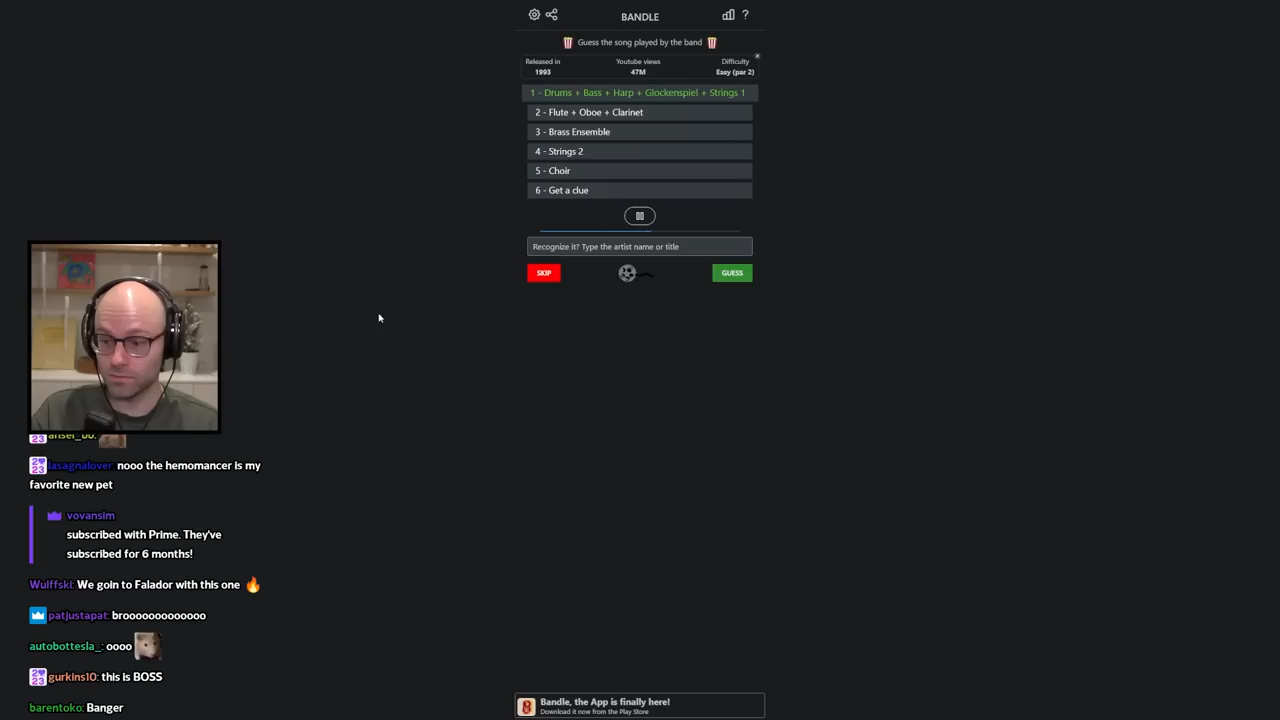 BANDLE
?
Guess the song played by the band
Released in
1993
Youtube views
47M
Difficulty
Easy (par 2)
x
1 - Drums + Bass + Harp + Glockenspiel + Strings 1
2 - Flute + Oboe + Clarinet
3 - Brass Ensemble
4 - Strings 2
5 - Choir
6 - Get a clue
Recognize it? Type the artist name or title
SKIP
GUESS
lasagnalover: nooo the hemomancer is my
favorite new pet
vovansim
subscribed with Prime. They've
subscribed for 6 months!
Wulffski: We goin to Falador with this one
patjustapat: broooooooooooo
autobottesla_: oooo
gurkins10: this is BOSS
barentoko: Banger
Bandle, the App is finally here!
Download it now from the Play Store